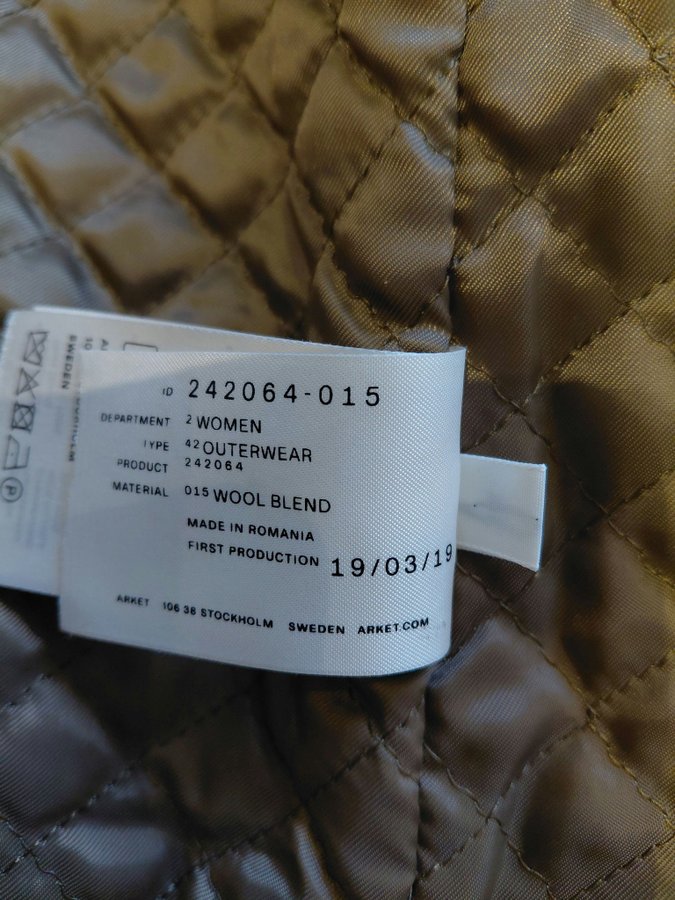 ID 242064-015
DEPARTMENT 2 WOMEN
TYPE 42 OUTERWEAR
PRODUCT 242064
MATERIAL 015 WOOL BLEND
MADE IN ROMANIA
FIRST PRODUCTION 19/03/19
ARKET 106 38 STOCKHOLM SWEDEN ARKET.COM
SWEDEN
P